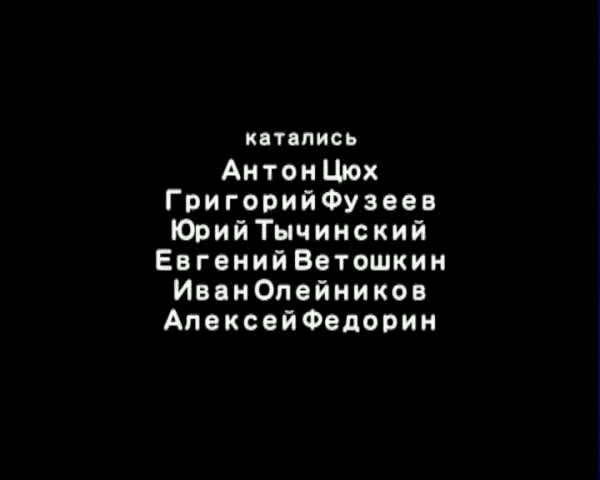 катались
Антон Цюх
Григорий Фузеев
Юрий Тычинский
Евгений Ветошкин
Иван Олейников
Алексей Федорин